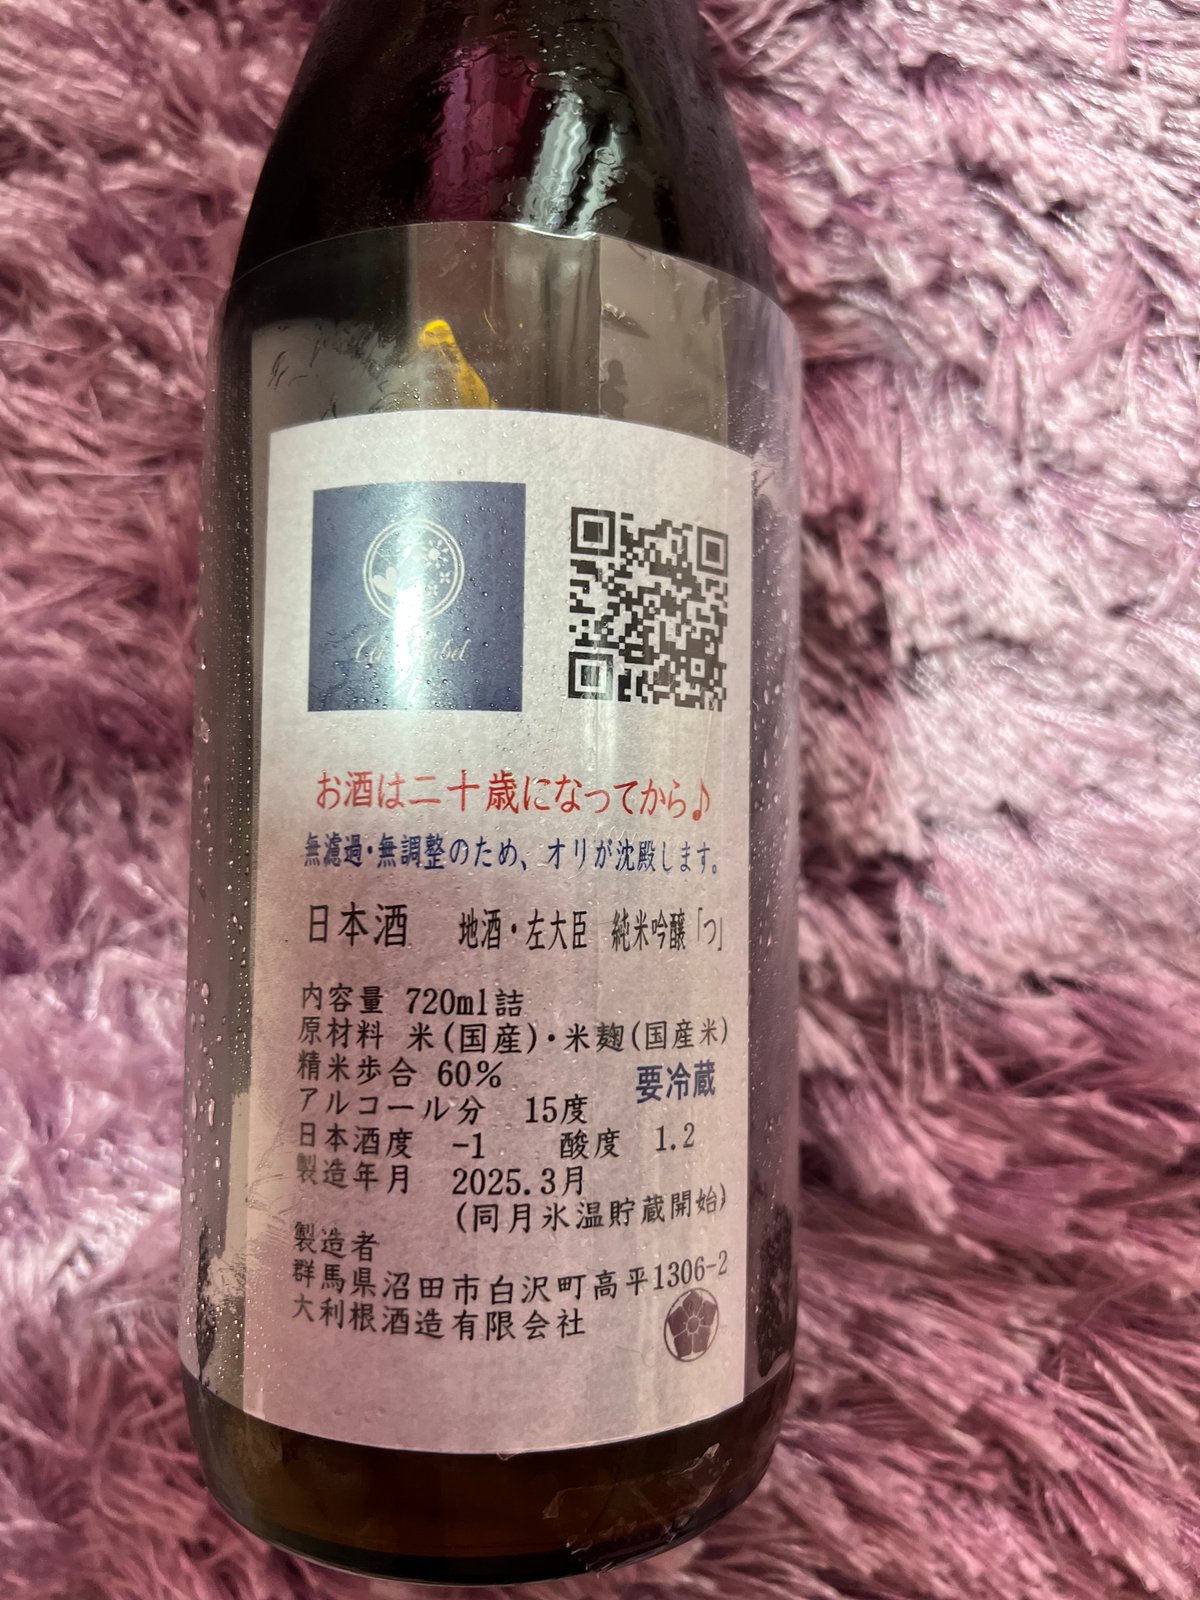 お酒は二十歳になってから♪
無濾過・無調整のため、オリが沈殿します。
日本酒 地酒・左大臣 純米吟醸「つ」
内容量 720ml詰
原材料 米(国産)・米麹(国産米)
精米歩合 60%
要冷蔵
アルコール分 15度
日本酒度 -1 酸度 1.2
製造年月 2025.3月
(同月氷温貯蔵開始)
製造者
群馬県沼田市白沢町高平1306-2
大利根酒造有限会社